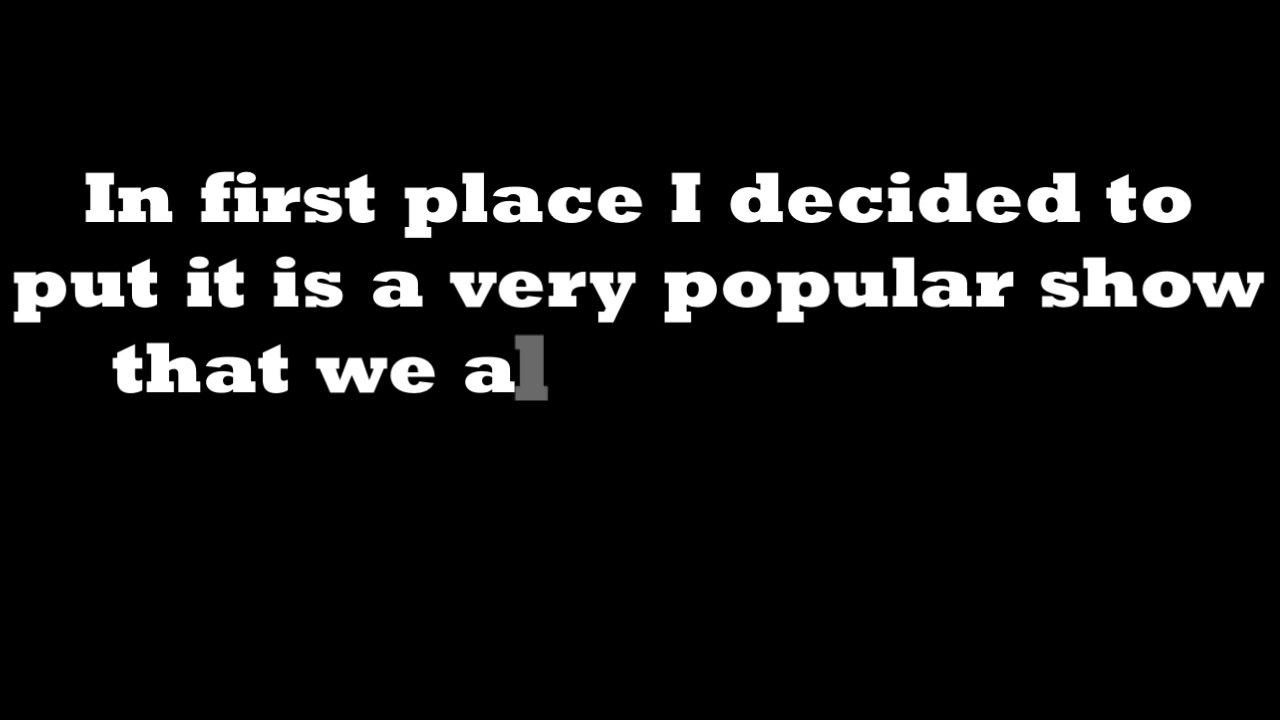 In first place I decided to
put it is a very popular show
that we al